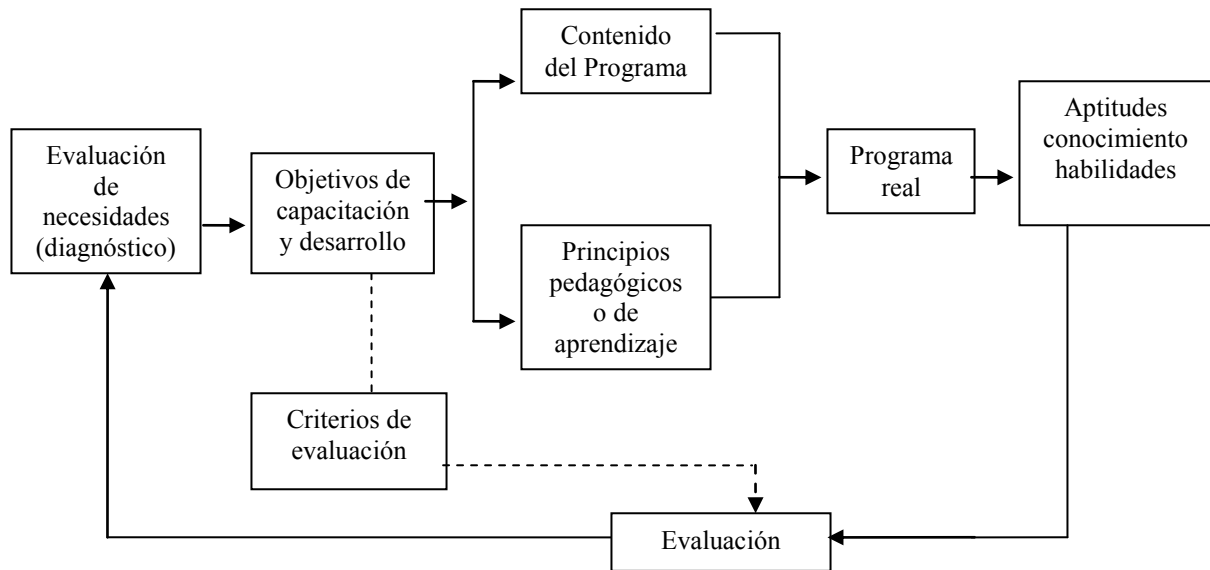 Evaluación
de
necesidades
(diagnóstico)
Objetivos de
capacitación
y desarrollo
Contenido
del Programa
Principios
pedagógicos
o de
aprendizaje
Programa
real
Aptitudes
conocimiento
habilidades
Criterios de
evaluación
Evaluación